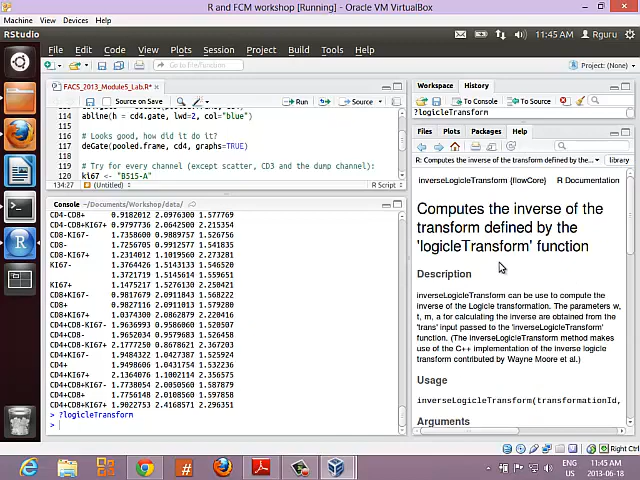 R and FCM workshop [Running] - Oracle VM VirtualBox
Machine View Devices Help
RStudio
11:45 AM Rguru
File Edit Code View Plots Session Project Build Tools Help
Go to file/function
Project: (None)
FACS_2013_Module5_Lab.R*
Source on Save
Run
Source
114 abline(h = cd4.gate, lwd=2, col="blue")
115
116 # Looks good, how did it do it?
117 deGate(pooled.frame, cd4, graphs=TRUE)
118
119 # Try for every channel (except scatter, CD3 and the dump channel):
120 ki67 <- "B515-A"
134:27 (Untitled) R Script
Console ~/Documents/Workshop/data/
CD4-CD8+ 0.9182012 2.0976300 1.577769
CD4-CD8+KI67+ 0.9797736 2.0642560 2.215354
CD4-CD8-KI67- 1.7358600 0.9889757 1.526756
CD8- 1.7256705 0.9912577 1.541835
CD8-KI67+ 1.2314012 1.1019560 2.273281
KI67- 1.3764426 1.5143133 1.546520
1.3721719 1.5145614 1.559651
KI67+ 1.1475217 1.5276130 2.250421
CD8+KI67- 0.9817679 2.0911843 1.568222
CD8+ 0.9827116 2.0911358 1.579280
CD8+KI67+ 1.0374300 2.0862879 2.220416
CD4+CD8-KI67- 1.9636993 0.9586060 1.520507
CD4+CD8- 1.9652034 0.9579683 1.526458
CD4+CD8-KI67+ 2.1777250 0.8678621 2.367203
CD4+KI67- 1.9484322 1.0427387 1.525924
CD4+ 1.9498606 1.0431754 1.532236
CD4+KI67+ 2.1364076 1.1002114 2.356575
CD4+CD8+KI67- 1.7738054 2.0050560 1.587879
CD4+CD8+ 1.7756148 2.0108560 1.597858
CD4+CD8+KI67+ 1.9022753 2.4168571 2.296351
> ?logicleTransform
>
Workspace History
To Console To Source
?logicleTransform
Files Plots Packages Help
R: Computes the inverse of the transform defined by the... library
inverseLogicleTransform {flowCore} R Documentation
Computes the inverse of the
transform defined by the
'logicleTransform' function
Description
inverseLogicleTransform can be use to compute the
inverse of the Logicle transformation. The parameters w,
t, m, a for calculating the inverse are obtained from the
'trans' input passed to the 'inverseLogicleTransform'
function. (The inverseLogicleTransform method makes
use of the C++ implementation of the inverse logicle
transform contributed by Wayne Moore et al.)
Usage
inverseLogicleTransform(transformationId,
Arguments
Right Ctrl
ENG
US
11:45 AM
2013-06-18